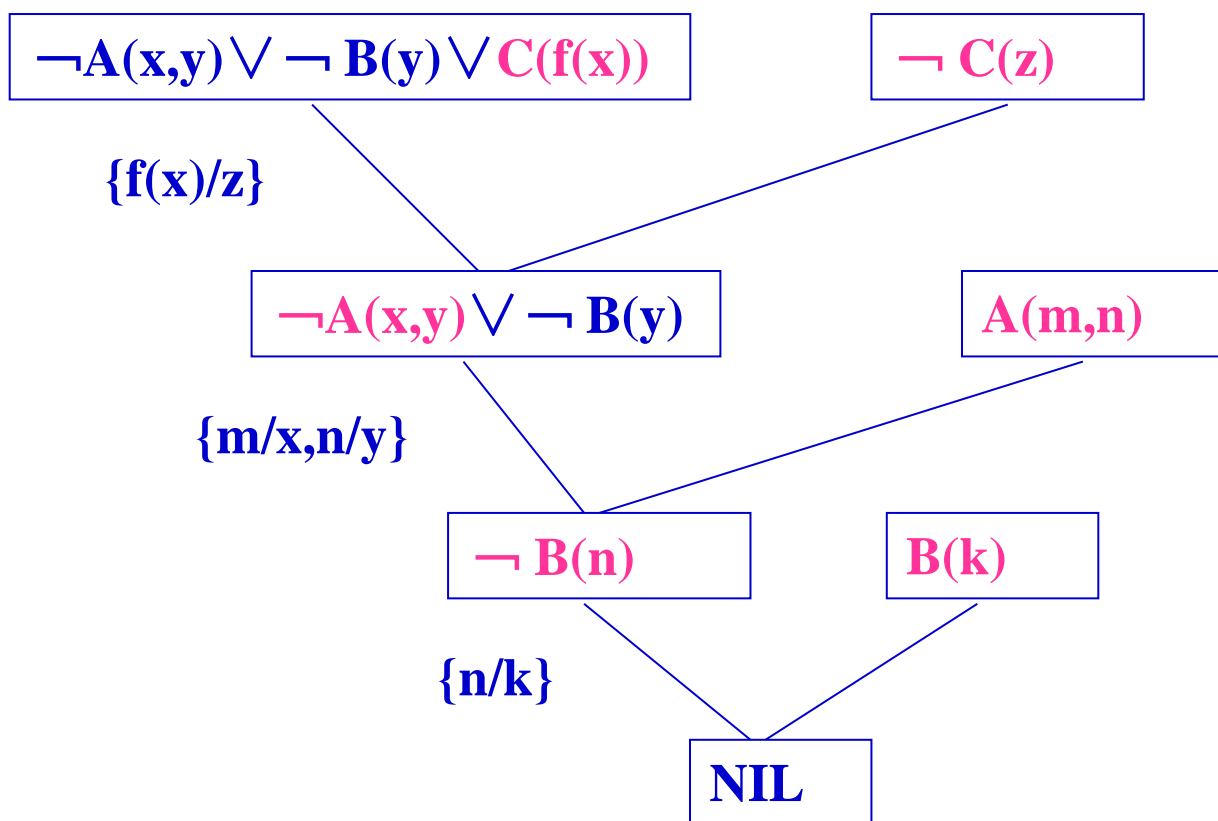 ¬A(x,y)∨ ¬ B(y)∨C(f(x))
¬ C(z)
{f(x)/z}
¬A(x,y)∨ ¬ B(y)
A(m,n)
{m/x,n/y}
¬ B(n)
B(k)
{n/k}
NIL